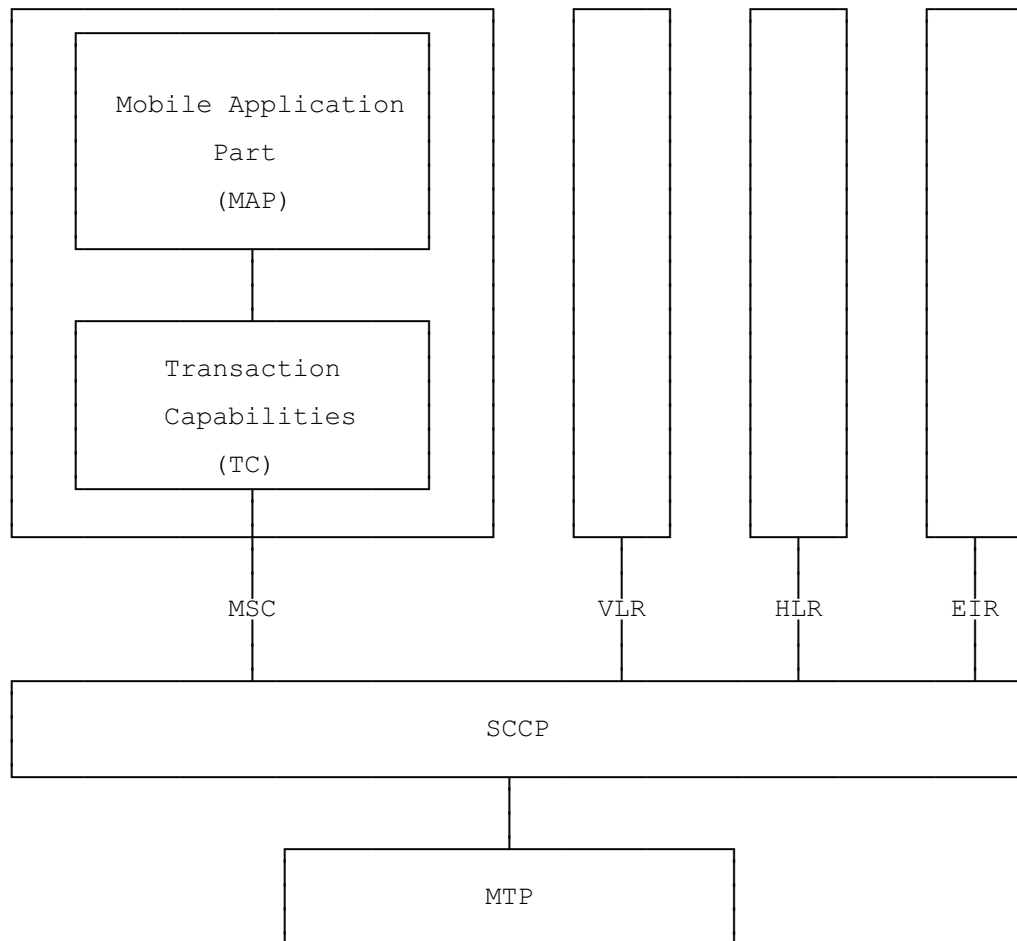 Mobile Application
Part
(MAP)
Transaction
Capabilities
(TC)
MSC VLR HLR EIR
SCCP
MTP